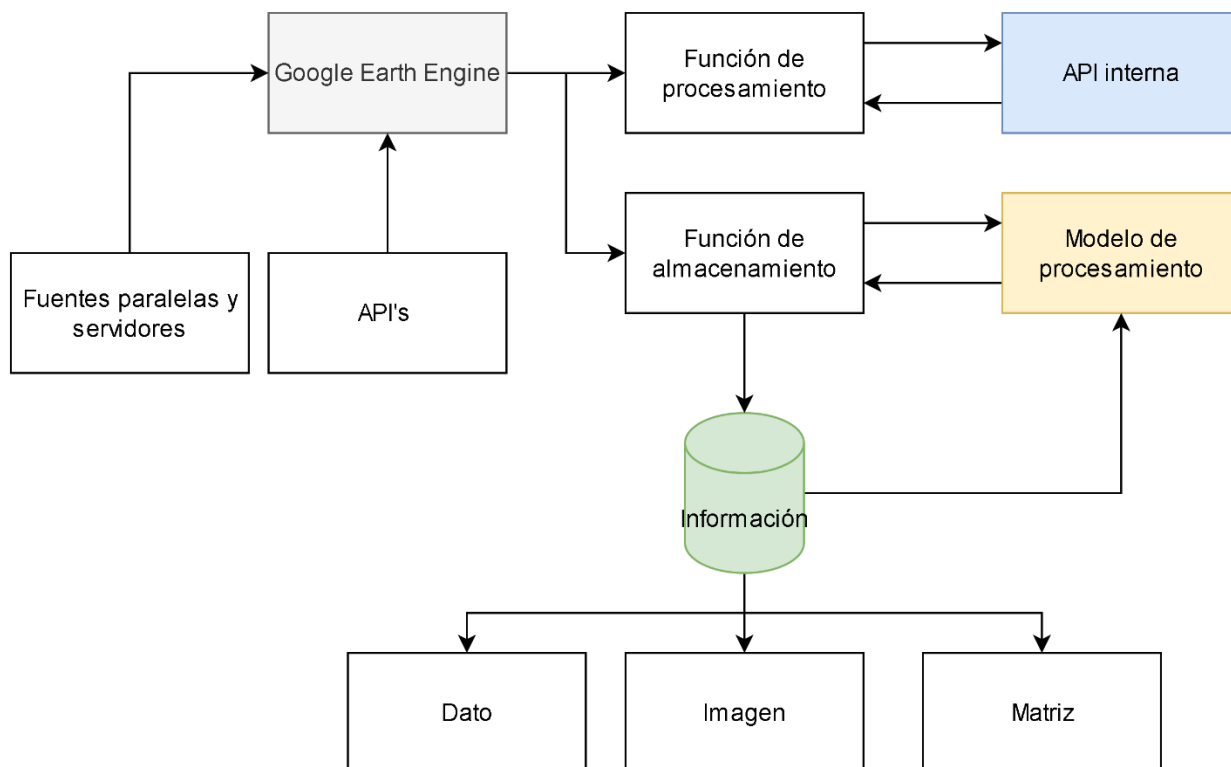 Google Earth Engine
Función de
procesamiento
API interna
Fuentes paralelas y
servidores
API's
Función de
almacenamiento
Modelo de
procesamiento
Información
Dato
Imagen
Matriz